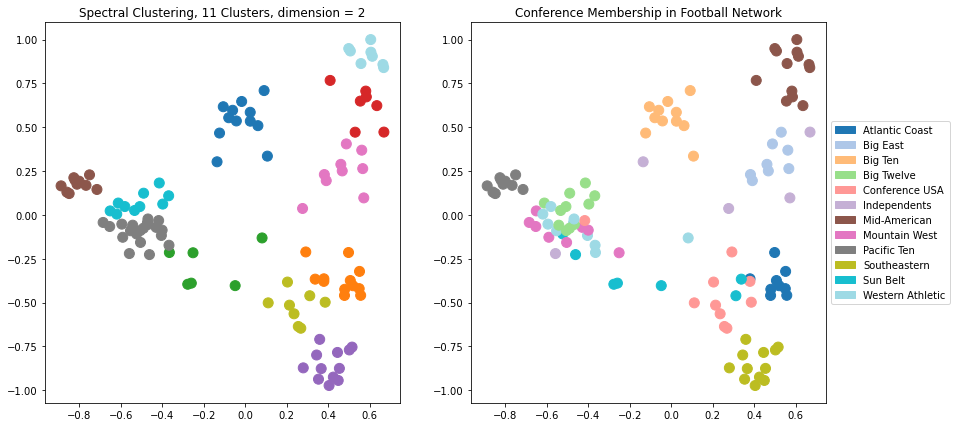 Spectral Clustering, 11 Clusters, dimension = 2
1.00
0.75
0.50
0.25
0.00
−0.25
−0.50
−0.75
−1.00
−0.8 −0.6 −0.4 −0.2 0.0 0.2 0.4 0.6
Conference Membership in Football Network
1.00
0.75
0.50
0.25
0.00
−0.25
−0.50
−0.75
−1.00
−0.8 −0.6 −0.4 −0.2 0.0 0.2 0.4 0.6
Atlantic Coast
Big East
Big Ten
Big Twelve
Conference USA
Independents
Mid-American
Mountain West
Pacific Ten
Southeastern
Sun Belt
Western Athletic